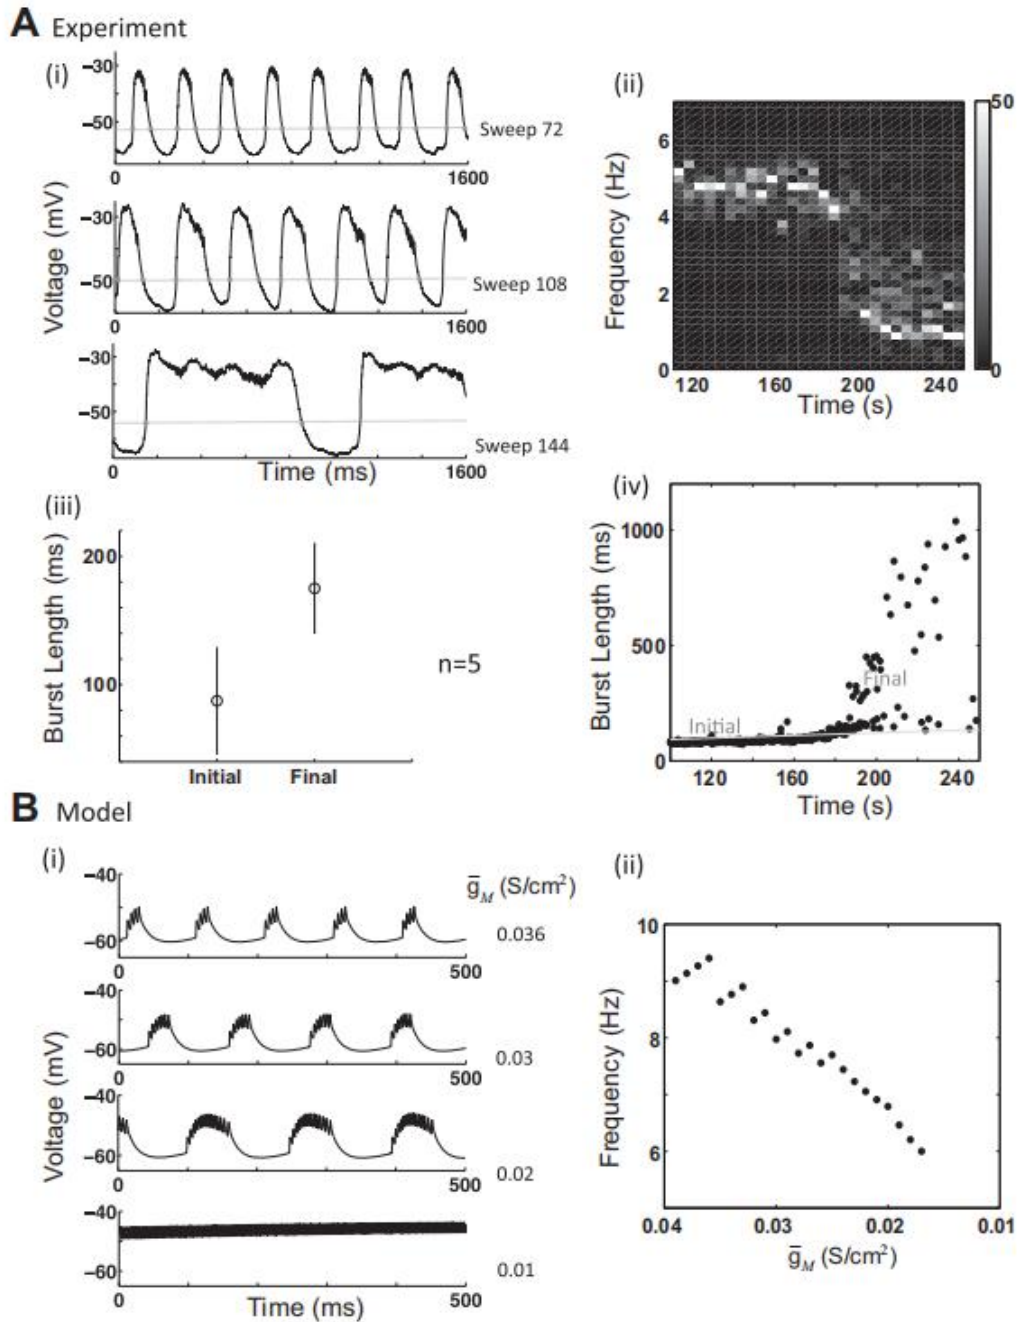 A Experiment
(i)
−30
−50
Sweep 72
0
1600
−30
−50
Sweep 108
0
1600
−30
−50
Sweep 144
0
1600
Voltage (mV)
Time (ms)
(ii)
Frequency (Hz)
6
4
2
0
120
160
200
240
Time (s)
50
0
(iii)
Burst Length (ms)
200
100
n=5
Initial
Final
(iv)
Burst Length (ms)
1000
500
0
Initial
Final
120
160
200
240
Time (s)
B Model
(i)
ḡM (S/cm²)
−40
−60
0.036
0
500
−40
−60
0.03
0
500
−40
−60
0.02
0
500
−40
−60
0.01
0
500
Voltage (mV)
Time (ms)
(ii)
Frequency (Hz)
10
8
6
0.04
0.03
0.02
0.01
ḡM (S/cm²)